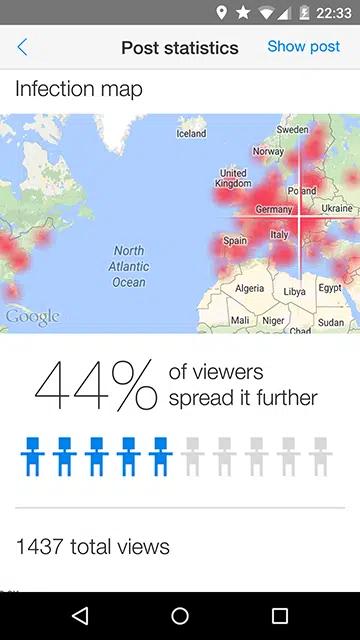 22:33
Post statistics
Show post
Infection map
Iceland
Sweden
Norway
United
Kingdom
Poland
Germany
Ukraine
Spain
Italy
North
Atlantic
Ocean
Algeria
Libya
Egypt
Mali
Niger
Sudan
Chad
Google
44%
of viewers
spread it further
1437 total views